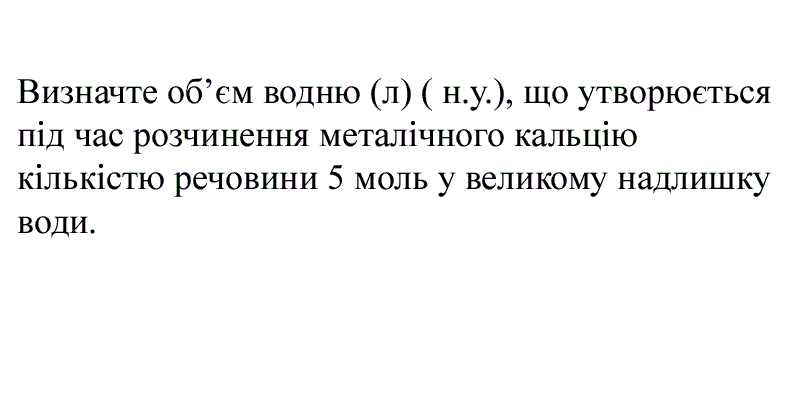 Визначте об’єм водню (л) ( н.у.), що утворюється
під час розчинення металічного кальцію
кількістю речовини 5 моль у великому надлишку
води.